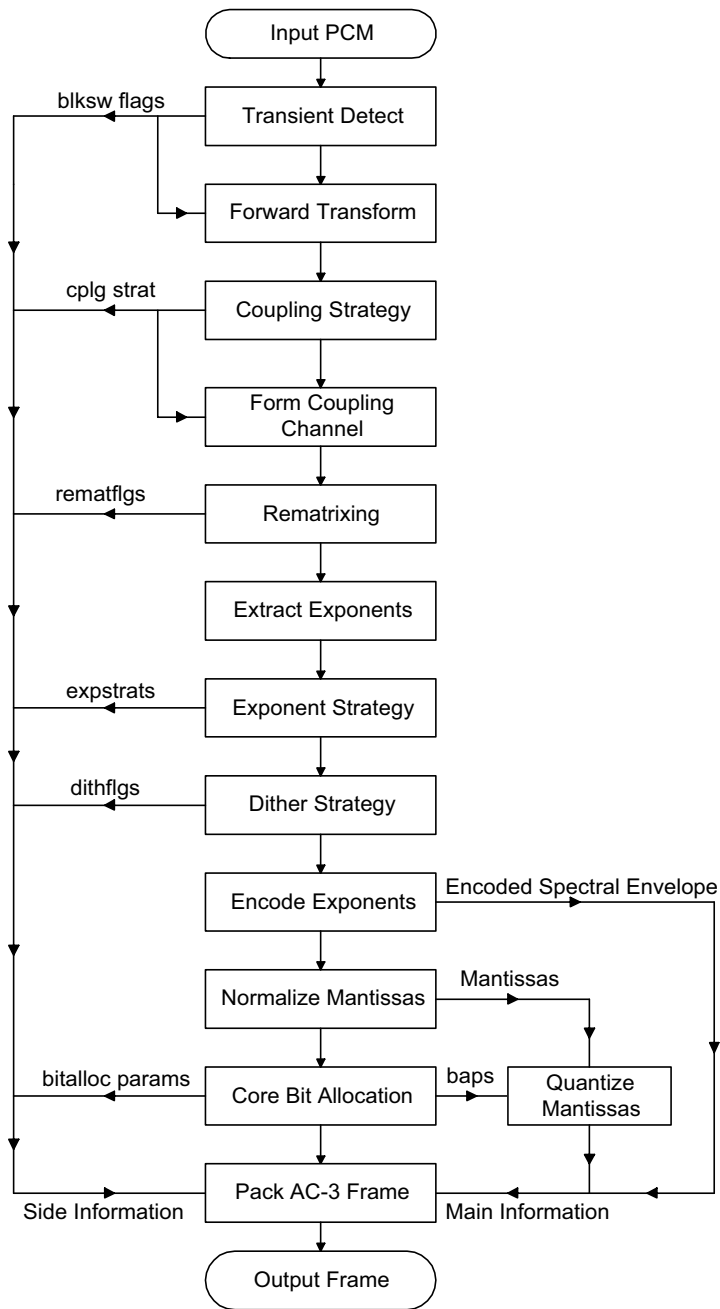 Input PCM
blksw flags
Transient Detect
Forward Transform
cplg strat
Coupling Strategy
Form Coupling
Channel
rematflgs
Rematrixing
Extract Exponents
expstrats
Exponent Strategy
dithflgs
Dither Strategy
Encode Exponents
Encoded Spectral Envelope
Normalize Mantissas
Mantissas
bitalloc params
Core Bit Allocation
baps
Quantize
Mantissas
Pack AC-3 Frame
Side Information
Main Information
Output Frame